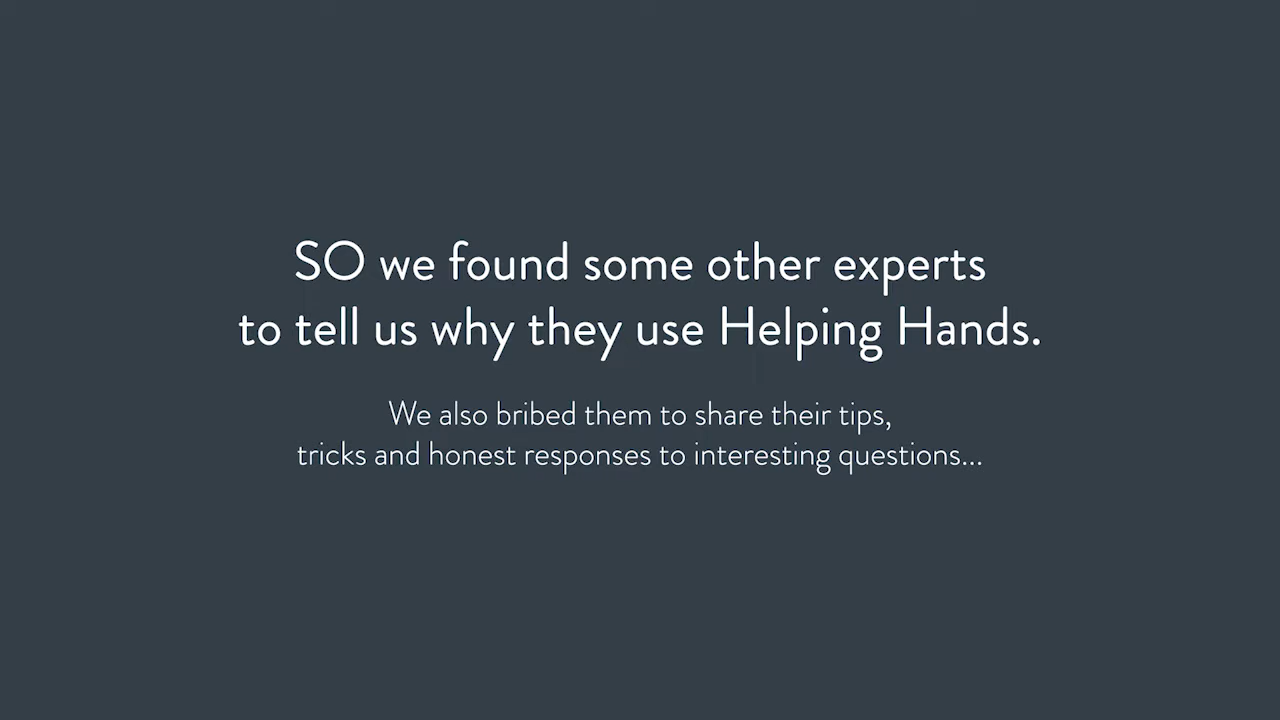 SO we found some other experts
to tell us why they use Helping Hands.
We also bribed them to share their tips,
tricks and honest responses to interesting questions...